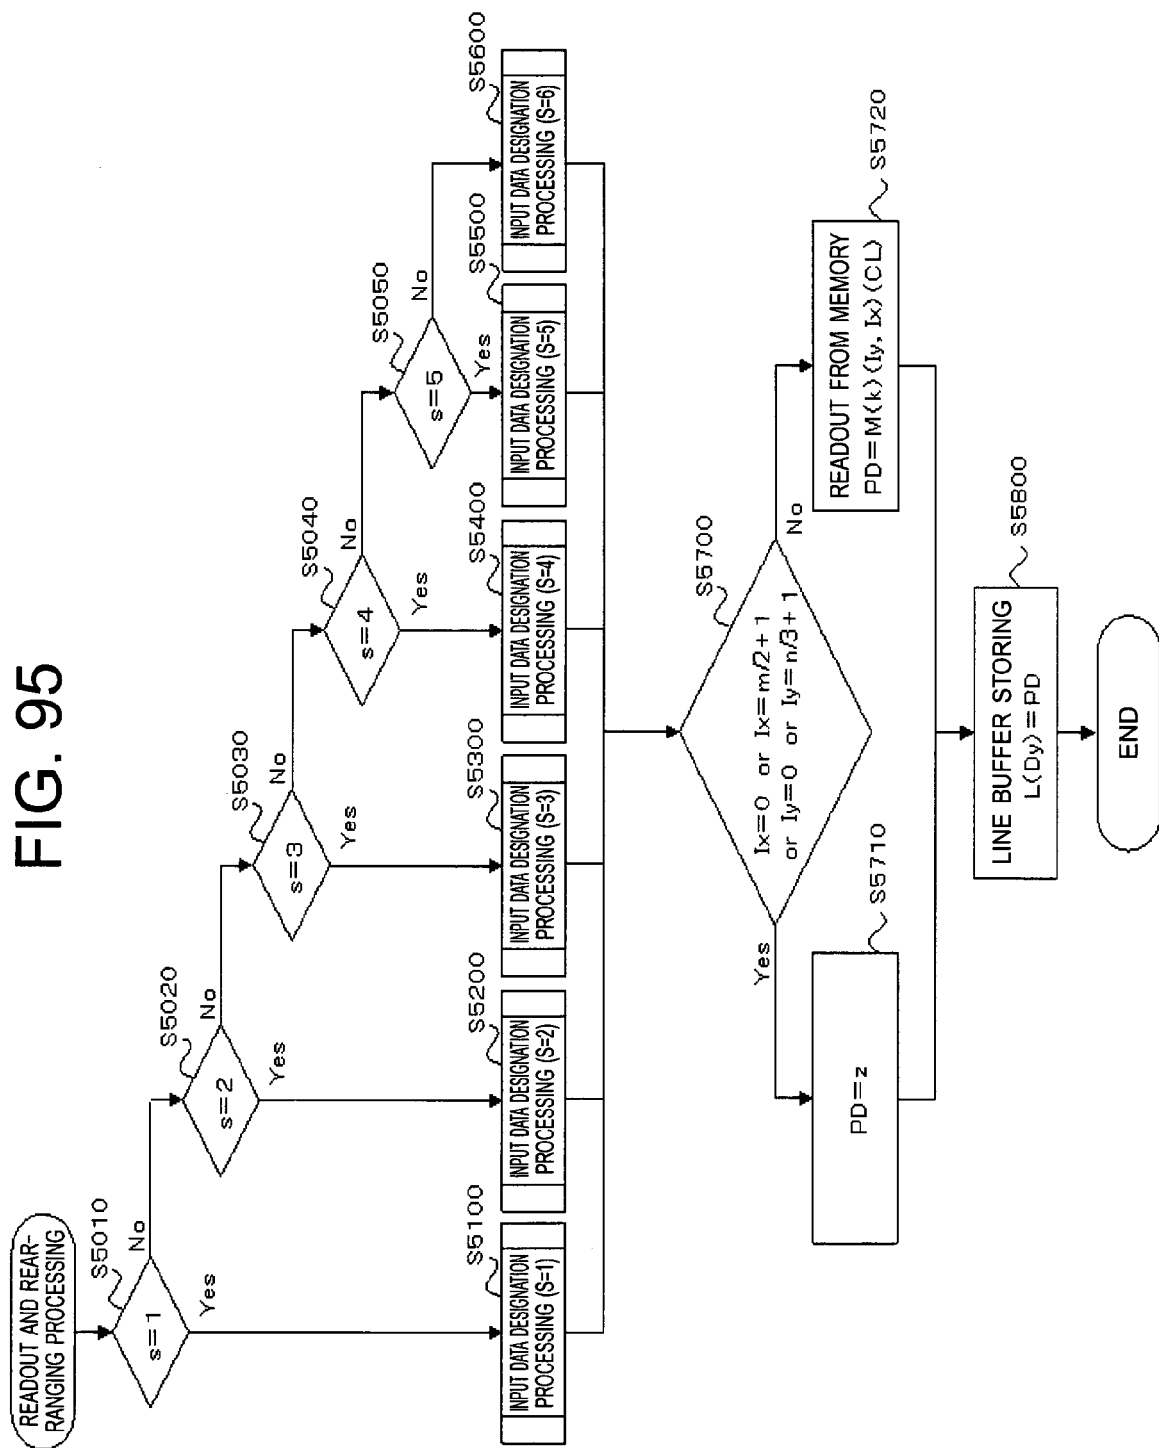 FIG. 95
READOUT AND REAR-
RANGING PROCESSING
S5010
s=1
No
Yes
S5020
s=2
No
Yes
S5030
s=3
No
Yes
S5040
s=4
No
Yes
S5050
s=5
No
Yes
S5100
INPUT DATA DESIGNATION
PROCESSING (S=1)
S5200
INPUT DATA DESIGNATION
PROCESSING (S=2)
S5300
INPUT DATA DESIGNATION
PROCESSING (S=3)
S5400
INPUT DATA DESIGNATION
PROCESSING (S=4)
S5500
INPUT DATA DESIGNATION
PROCESSING (S=5)
S5600
INPUT DATA DESIGNATION
PROCESSING (S=6)
S5700
Ix=0 or Ix=m/2+1
or Iy=0 or Iy=n/3+1
Yes
No
S5710
PD=z
S5720
READOUT FROM MEMORY
PD=M(k)(Iy, Ix)(CL)
S5800
LINE BUFFER STORING
L(Dy)=PD
END